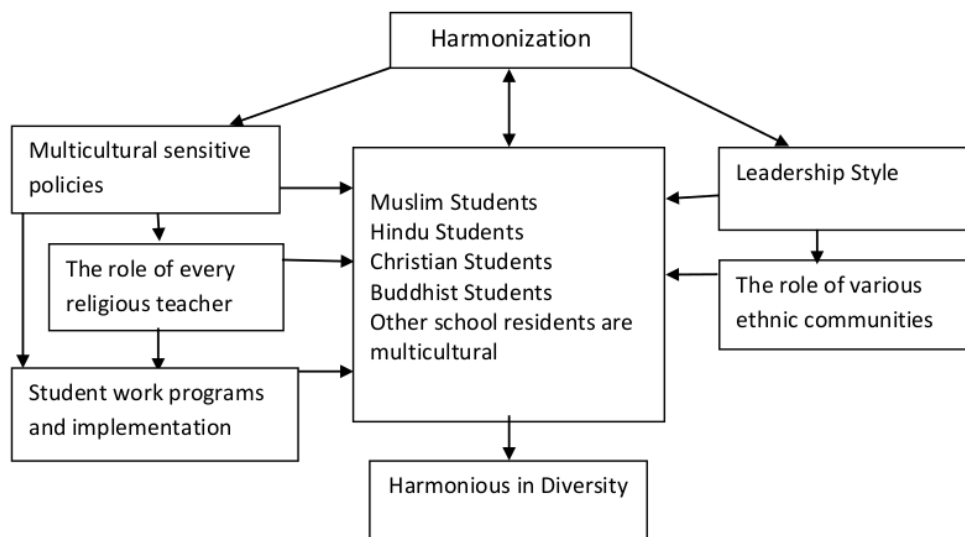 Harmonization
Multicultural sensitive
policies
Muslim Students
Hindu Students
Christian Students
Buddhist Students
Other school residents are
multicultural
Leadership Style
The role of every
religious teacher
The role of various
ethnic communities
Student work programs
and implementation
Harmonious in Diversity